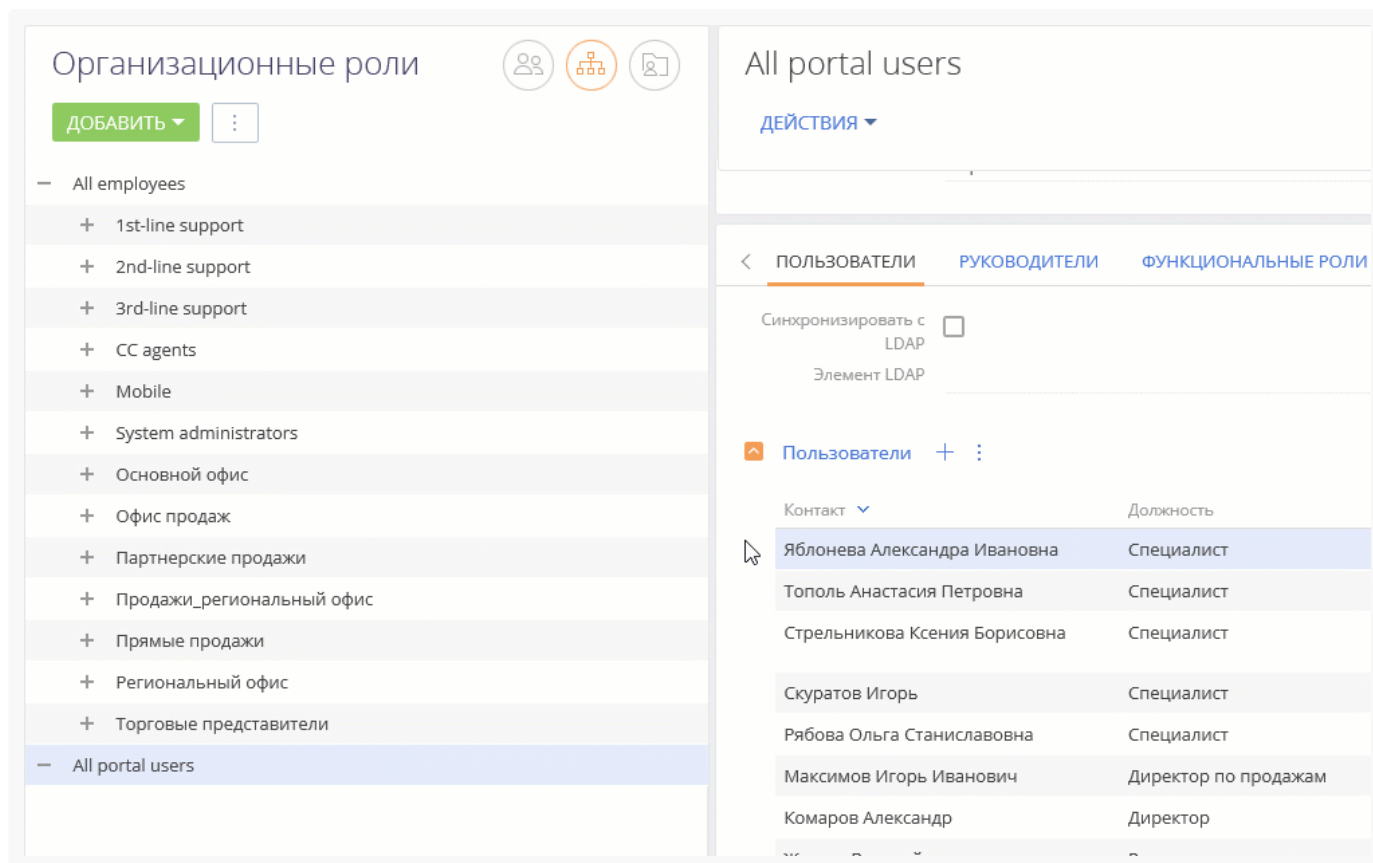 Организационные роли
ДОБАВИТЬ
All employees
1st-line support
2nd-line support
3rd-line support
CC agents
Mobile
System administrators
Основной офис
Офис продаж
Партнерские продажи
Продажи_региональный офис
Прямые продажи
Региональный офис
Торговые представители
All portal users
All portal users
ДЕЙСТВИЯ
ПОЛЬЗОВАТЕЛИ РУКОВОДИТЕЛИ ФУНКЦИОНАЛЬНЫЕ РОЛИ
Синхронизировать с
LDAP
Элемент LDAP
Пользователи
Контакт Должность
Яблонева Александра Ивановна Специалист
Тополь Анастасия Петровна Специалист
Стрельникова Ксения Борисовна Специалист
Скуратов Игорь Специалист
Рябова Ольга Станиславовна Специалист
Максимов Игорь Иванович Директор по продажам
Комаров Александр Директор